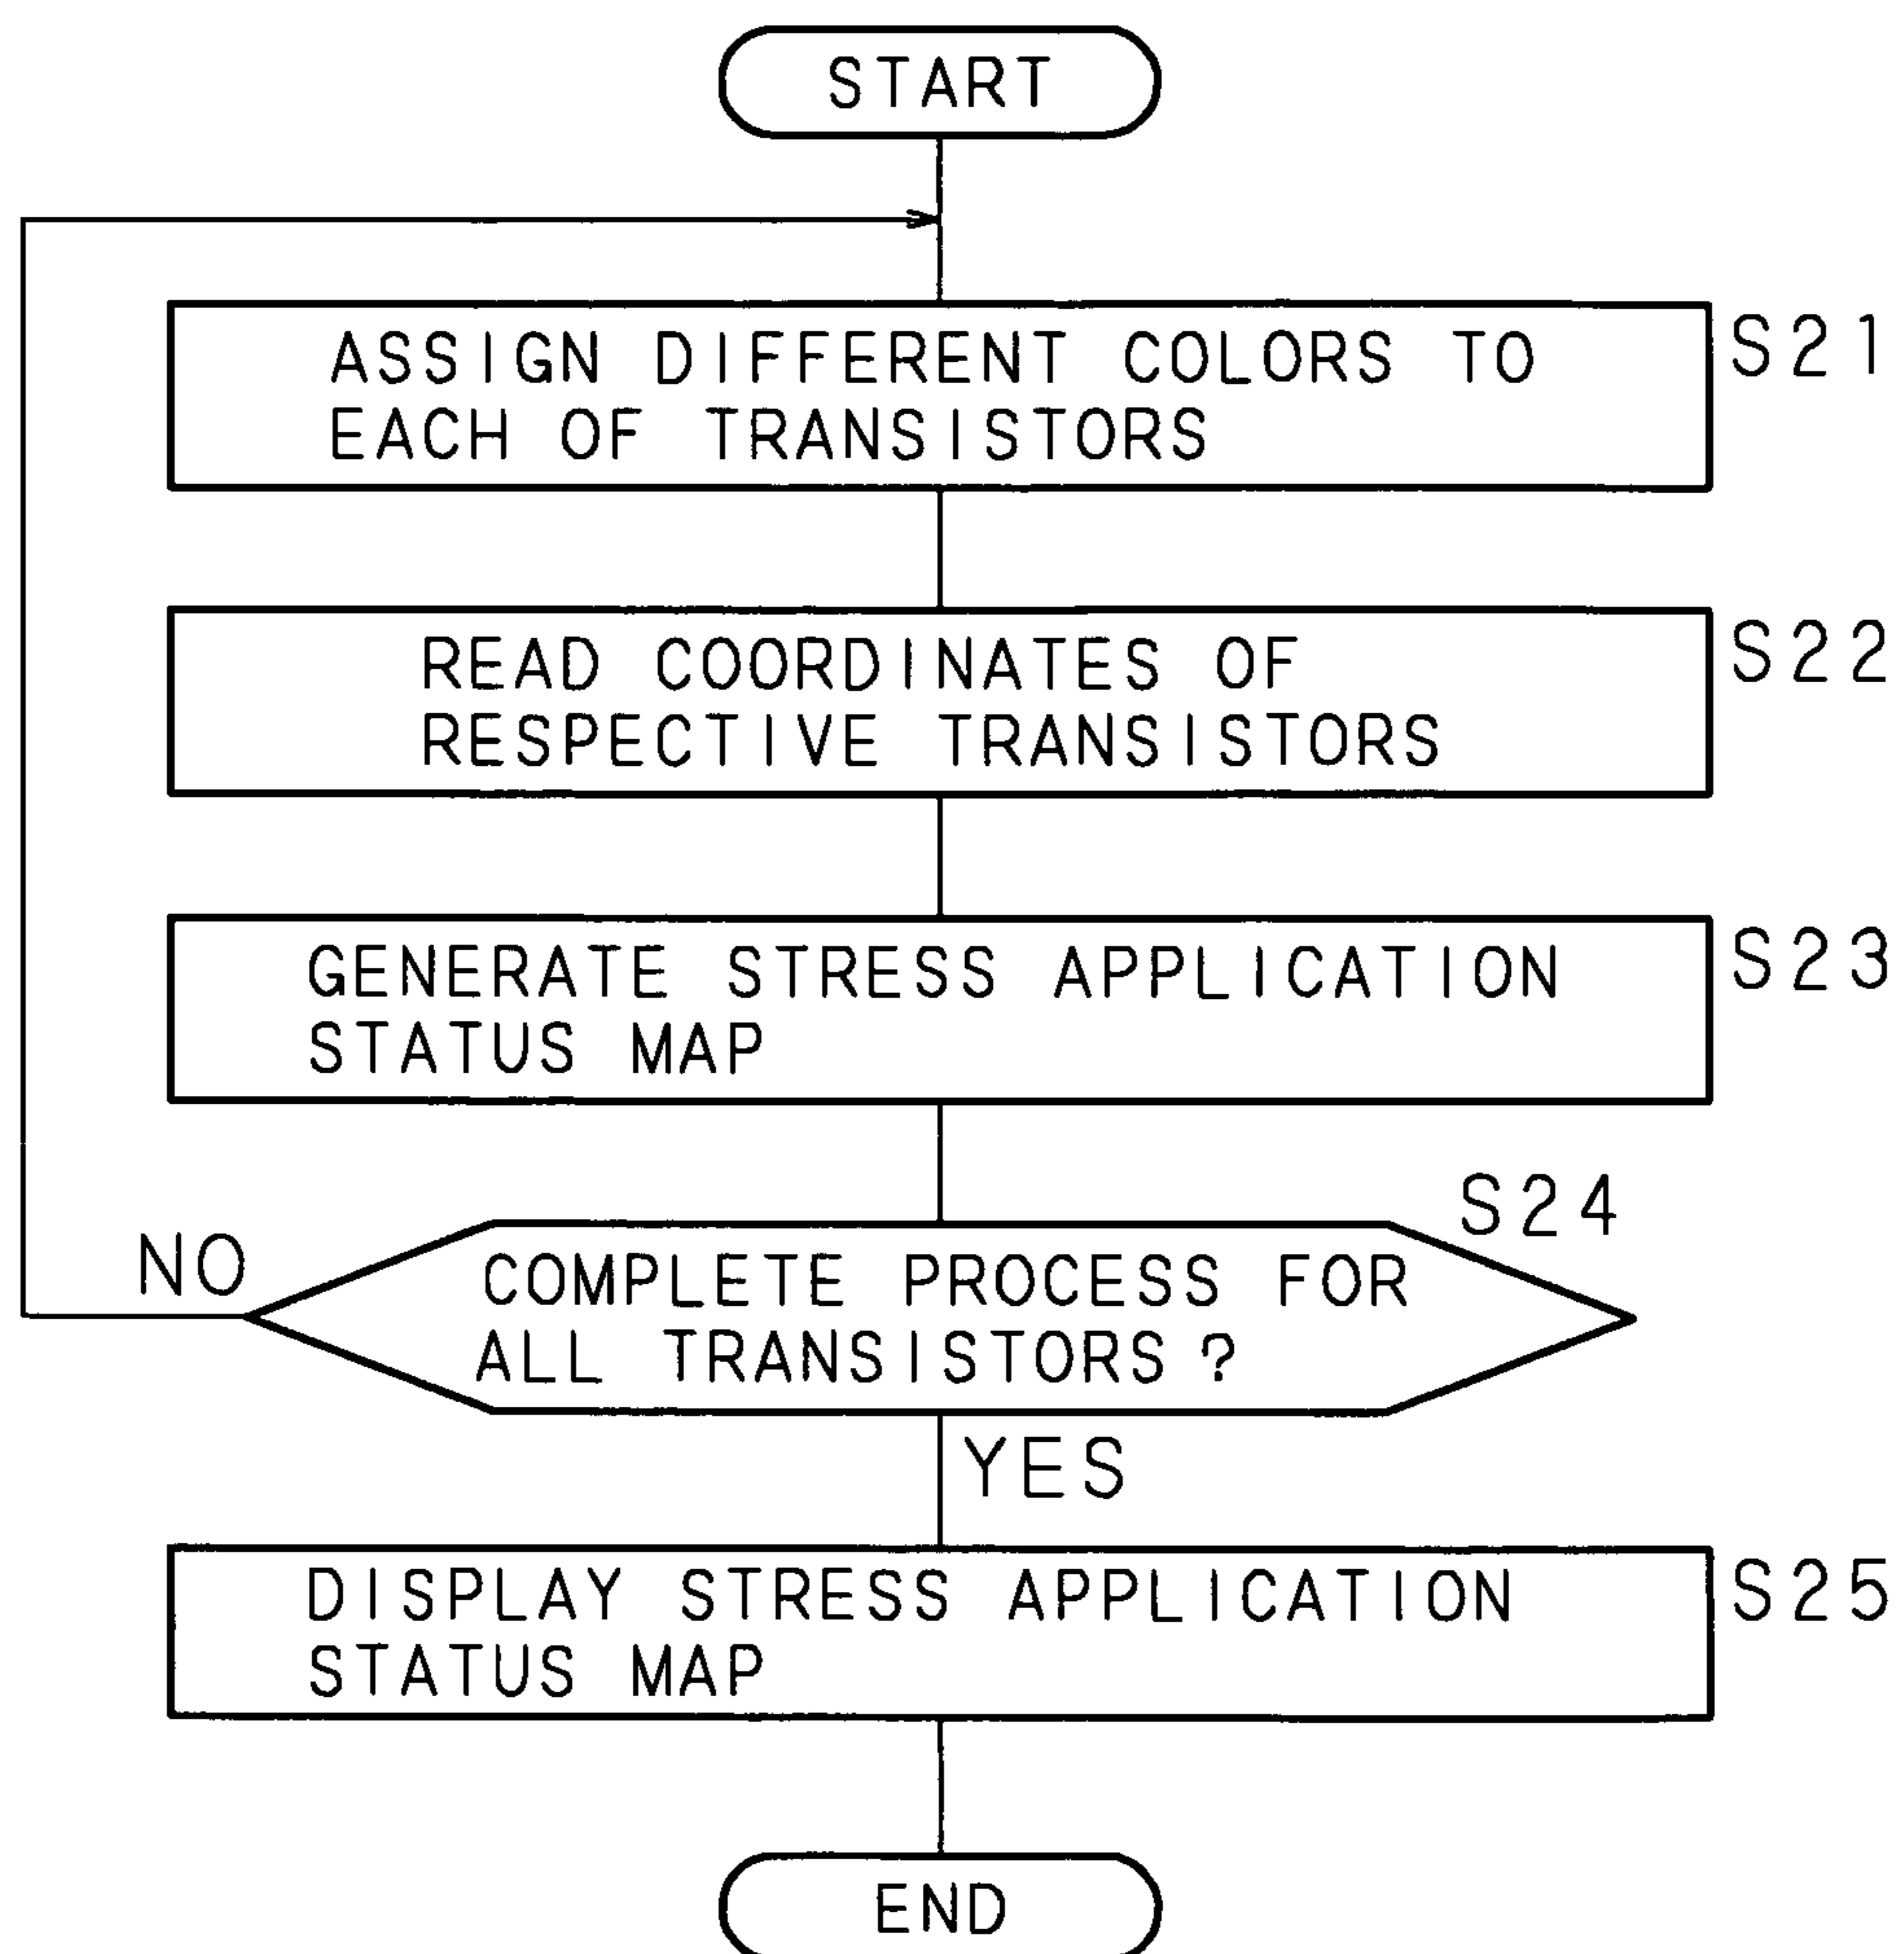 START
ASSIGN DIFFERENT COLORS TO
EACH OF TRANSISTORS
S21
READ COORDINATES OF
RESPECTIVE TRANSISTORS
S22
GENERATE STRESS APPLICATION
STATUS MAP
S23
S24
NO
COMPLETE PROCESS FOR
ALL TRANSISTORS?
YES
DISPLAY STRESS APPLICATION
STATUS MAP
S25
END